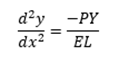 d²y/dx² = -PY/EL